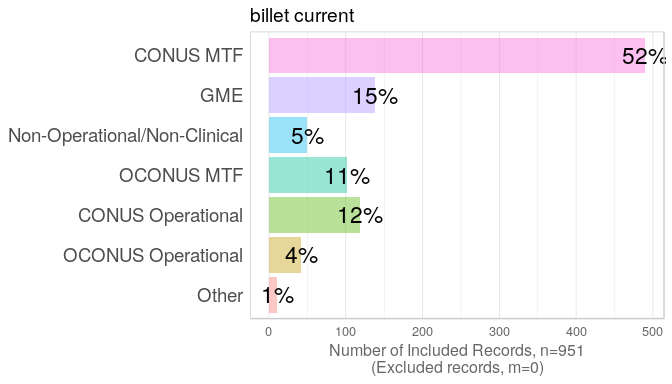 billet current
CONUS MTF
52%
GME
15%
Non-Operational/Non-Clinical
5%
OCONUS MTF
11%
CONUS Operational
12%
OCONUS Operational
4%
Other
1%
0 100 200 300 400 500
Number of Included Records, n=951
(Excluded records, m=0)